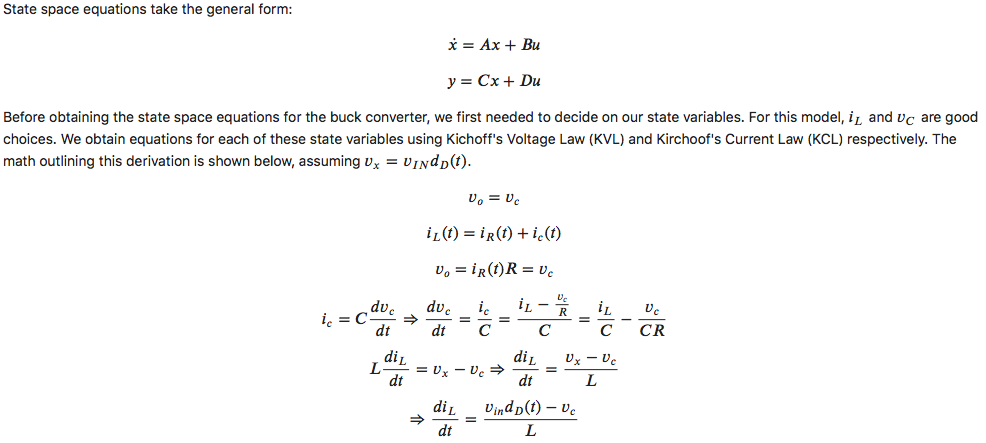 State space equations take the general form:
ẋ = Ax + Bu
y = Cx + Du
Before obtaining the state space equations for the buck converter, we first needed to decide on our state variables. For this model, i_L and v_C are good
choices. We obtain equations for each of these state variables using Kichoff's Voltage Law (KVL) and Kirchoof's Current Law (KCL) respectively. The
math outlining this derivation is shown below, assuming v_x = v_{IN}d_D(t).
v_o = v_c
i_L(t) = i_R(t) + i_c(t)
v_o = i_R(t)R = v_c
i_c = C \frac{dv_c}{dt} ⇒ \frac{dv_c}{dt} = \frac{i_c}{C} = \frac{i_L - \frac{v_c}{R}}{C} = \frac{i_L}{C} - \frac{v_c}{CR}
L \frac{di_L}{dt} = v_x - v_c ⇒ \frac{di_L}{dt} = \frac{v_x - v_c}{L}
⇒ \frac{di_L}{dt} = \frac{v_{in}d_D(t) - v_c}{L}